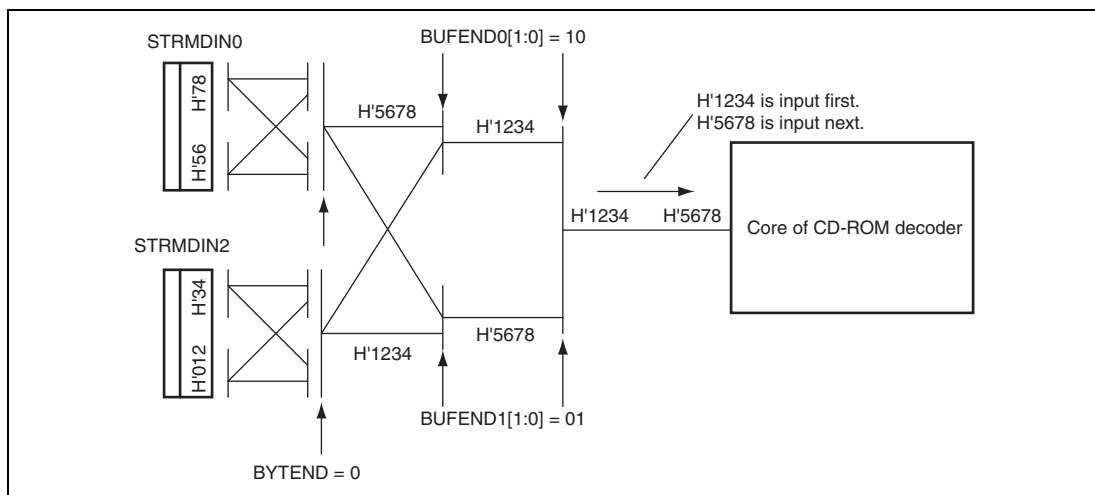 STRMDIN0
H'78
H'56
STRMDIN2
H'34
H'012
BYTEND = 0
H'5678
H'1234
BUFEND0[1:0] = 10
H'1234
H'5678
BUFEND1[1:0] = 01
H'1234 is input first.
H'5678 is input next.
H'1234 H'5678
Core of CD-ROM decoder